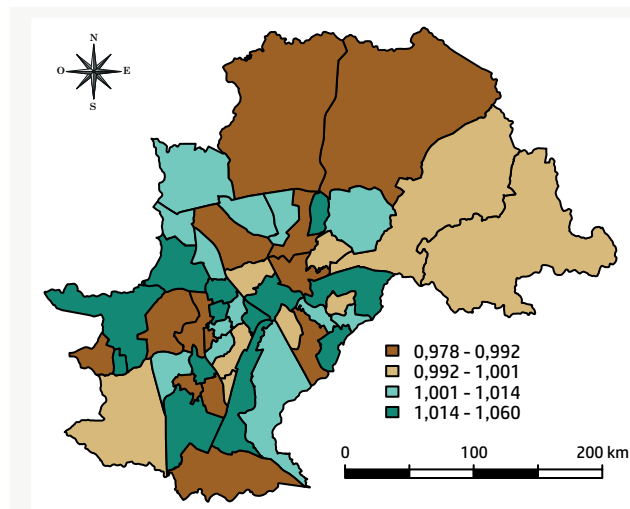 N
O E
S
0,978 - 0,992
0,992 - 1,001
1,001 - 1,014
1,014 - 1,060
0 100 200 km